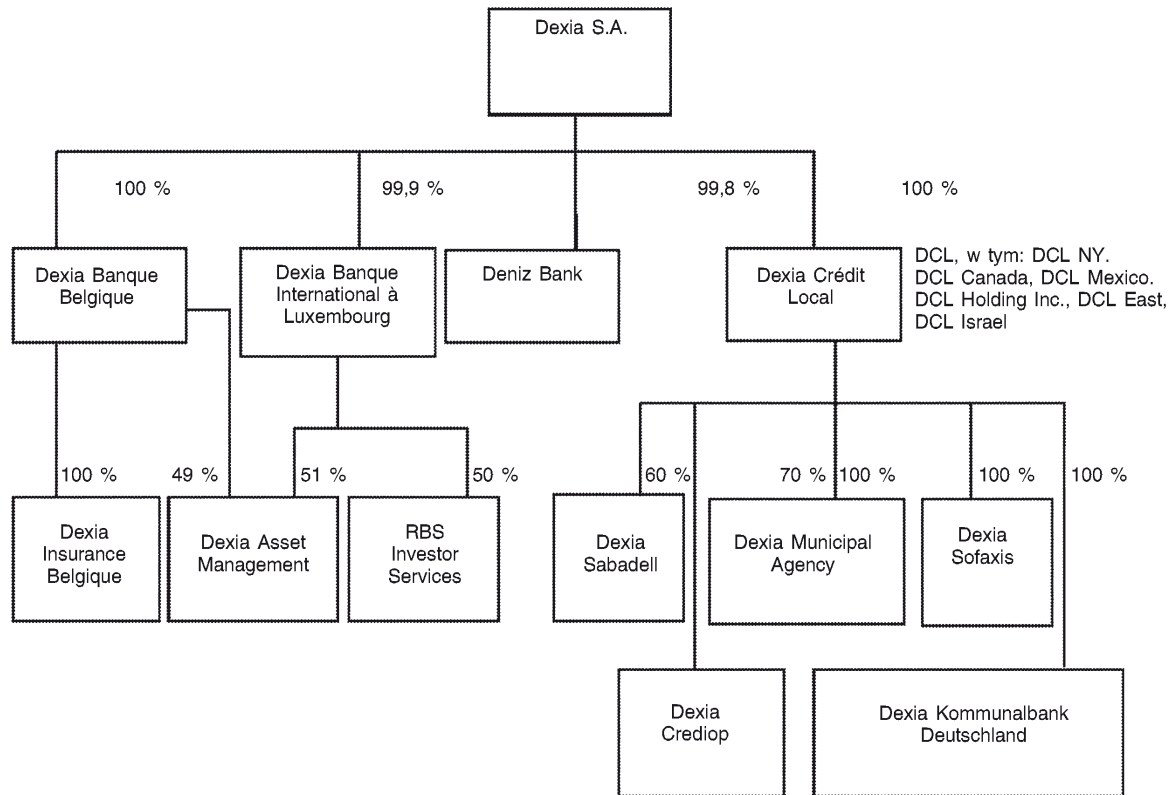 Dexia S.A.
100 %
99,9 %
99,8 %
100 %
Dexia Banque
Belgique
Dexia Banque
International à
Luxembourg
Deniz Bank
Dexia Crédit
Local
DCL, w tym: DCL NY.
DCL Canada, DCL Mexico.
DCL Holding Inc., DCL East,
DCL Israel
100 %
49 %
51 %
50 %
60 %
70 %
100 %
100 %
100 %
Dexia
Insurance
Belgique
Dexia Asset
Management
RBS
Investor
Services
Dexia
Sabadell
Dexia Municipal
Agency
Dexia
Sofaxis
Dexia
Crediop
Dexia Kommunalbank
Deutschland